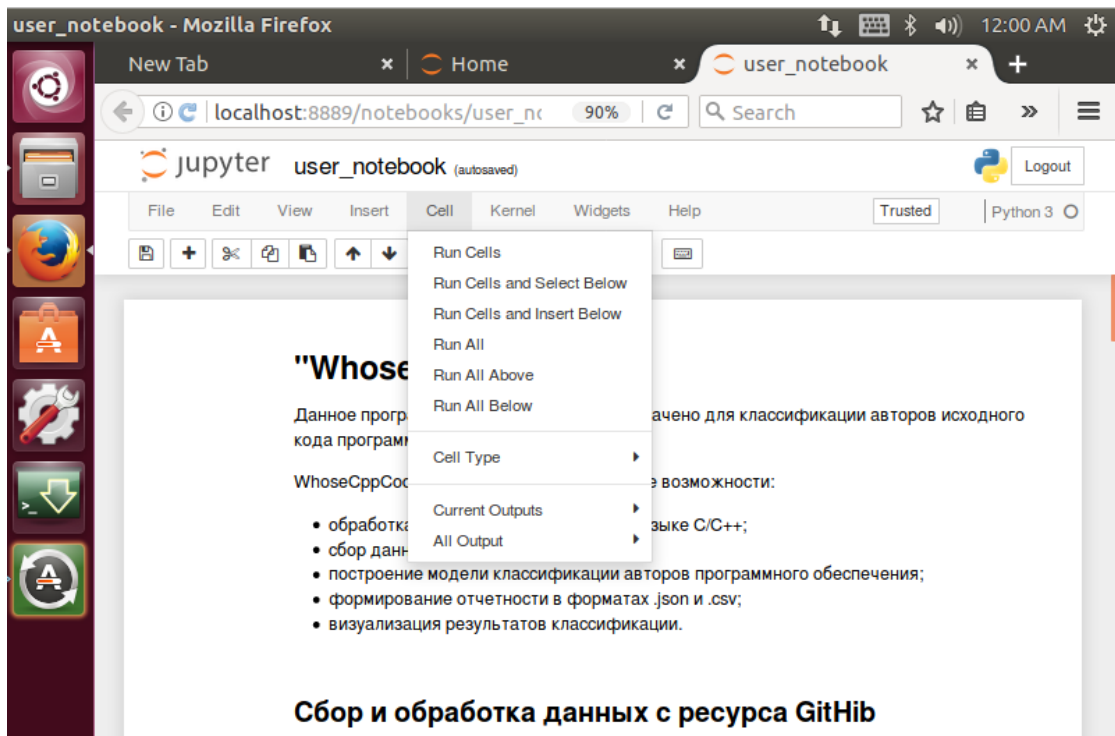 user_notebook - Mozilla Firefox 12:00 AM
New Tab Home user_notebook
localhost:8889/notebooks/user_no 90% Search
jupyter user_notebook (autosaved) Logout
File Edit View Insert Cell Kernel Widgets Help Trusted Python 3
Run Cells
Run Cells and Select Below
Run Cells and Insert Below
Run All
Run All Above
Run All Below
Cell Type
Current Outputs
All Output
"Whose
Данное прогр ачено для классификации авторов исходного
кода програм
WhoseCppCo е возможности:
• обработка зыке C/C++;
• сбор данн
• построение модели классификации авторов программного обеспечения;
• формирование отчетности в форматах .json и .csv;
• визуализация результатов классификации.
Сбор и обработка данных с ресурса GitHib